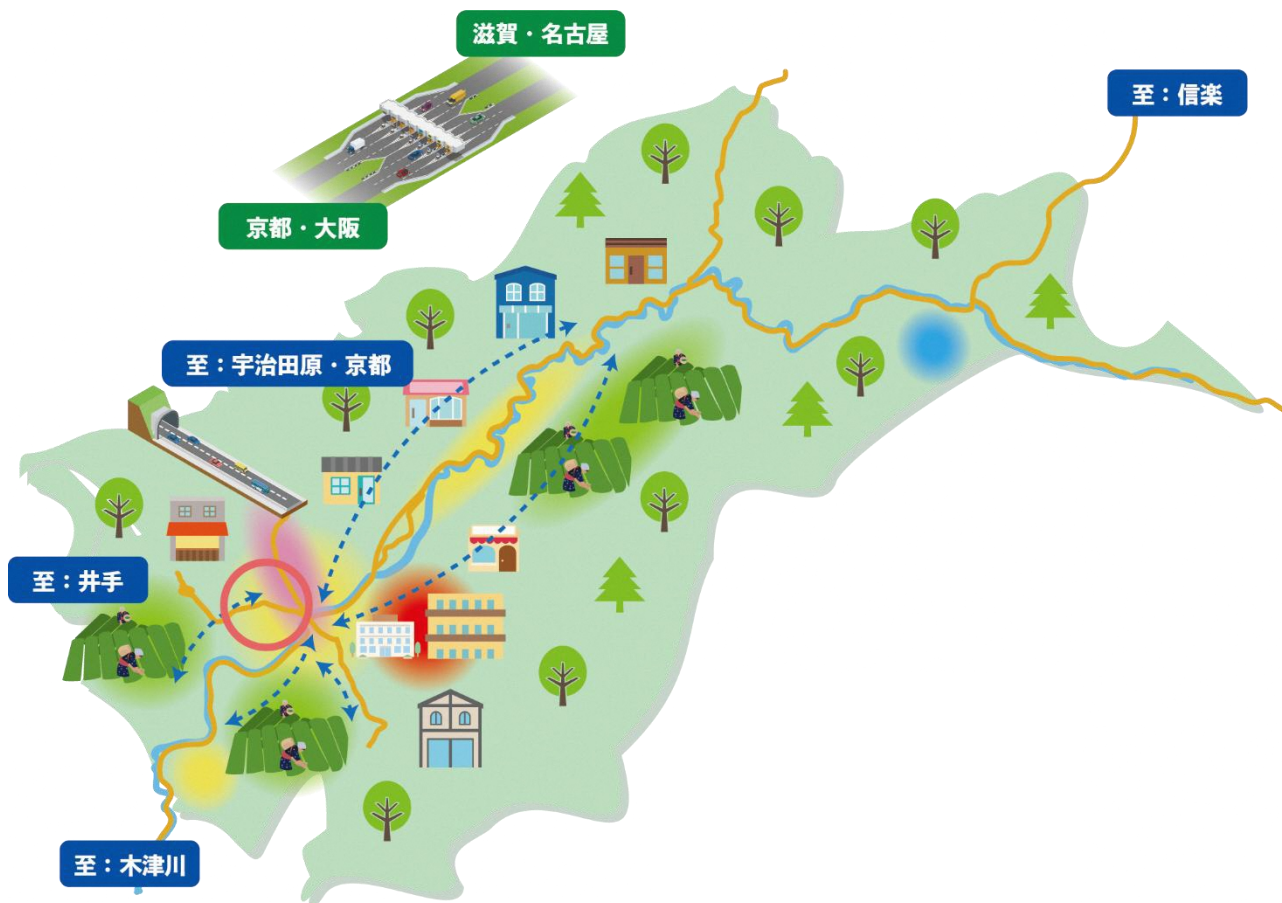 滋賀・名古屋
至：信楽
京都・大阪
至：宇治田原・京都
至：井手
至：木津川